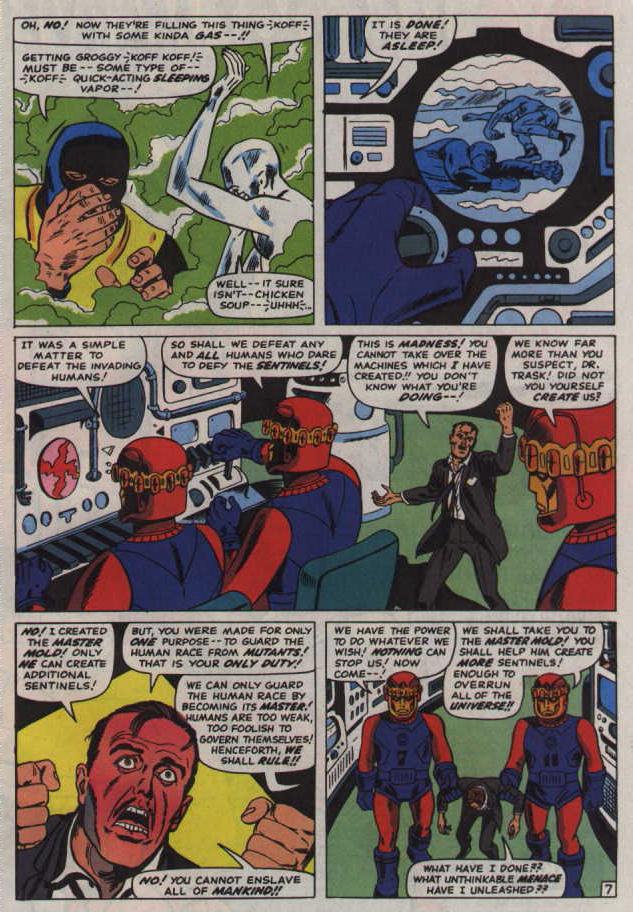 OH, NO! NOW THEY'RE FILLING THIS THING -KOFF-
WITH SOME KINDA GAS--!!
GETTING GROGGY -KOFF KOFF!-
MUST BE-- SOME TYPE OF--
-KOFF- QUICK-ACTING SLEEPING
VAPOR--!
WELL--IT SURE
ISN'T--CHICKEN
SOUP---UHHH-...
IT IS DONE!
THEY ARE
ASLEEP!
IT WAS A SIMPLE
MATTER TO
DEFEAT THE INVADING
HUMANS!
SO SHALL WE DEFEAT ANY
AND ALL HUMANS WHO DARE
TO DEFY THE SENTINELS!
THIS IS MADNESS! YOU
CANNOT TAKE OVER THE
MACHINES WHICH I HAVE
CREATED!! YOU DON'T
KNOW WHAT YOU'RE
DOING--!
WE KNOW FAR
MORE THAN YOU
SUSPECT, DR.
TRASK! DID NOT
YOU YOURSELF
CREATE US?
NO! I CREATED
THE MASTER
MOLD! ONLY
HE CAN CREATE
ADDITIONAL
SENTINELS!
BUT, YOU WERE MADE FOR ONLY
ONE PURPOSE--TO GUARD THE
HUMAN RACE FROM MUTANTS!
THAT IS YOUR ONLY DUTY!
WE CAN ONLY GUARD
THE HUMAN RACE BY
BECOMING ITS MASTER!
HUMANS ARE TOO WEAK,
TOO FOOLISH TO
GOVERN THEMSELVES!
HENCEFORTH, WE
SHALL RULE!!
NO! YOU CANNOT ENSLAVE
ALL OF MANKIND!!
WE HAVE THE POWER
TO DO WHATEVER WE
WISH! NOTHING CAN
STOP US! NOW
COME--!
WE SHALL TAKE YOU TO
THE MASTER MOLD! YOU
SHALL HELP HIM CREATE
MORE SENTINELS!
ENOUGH TO
OVERRUN
ALL OF THE
UNIVERSE!!
7
11
WHAT HAVE I DONE??
WHAT UNTHINKABLE MENACE
HAVE I UNLEASHED??
7